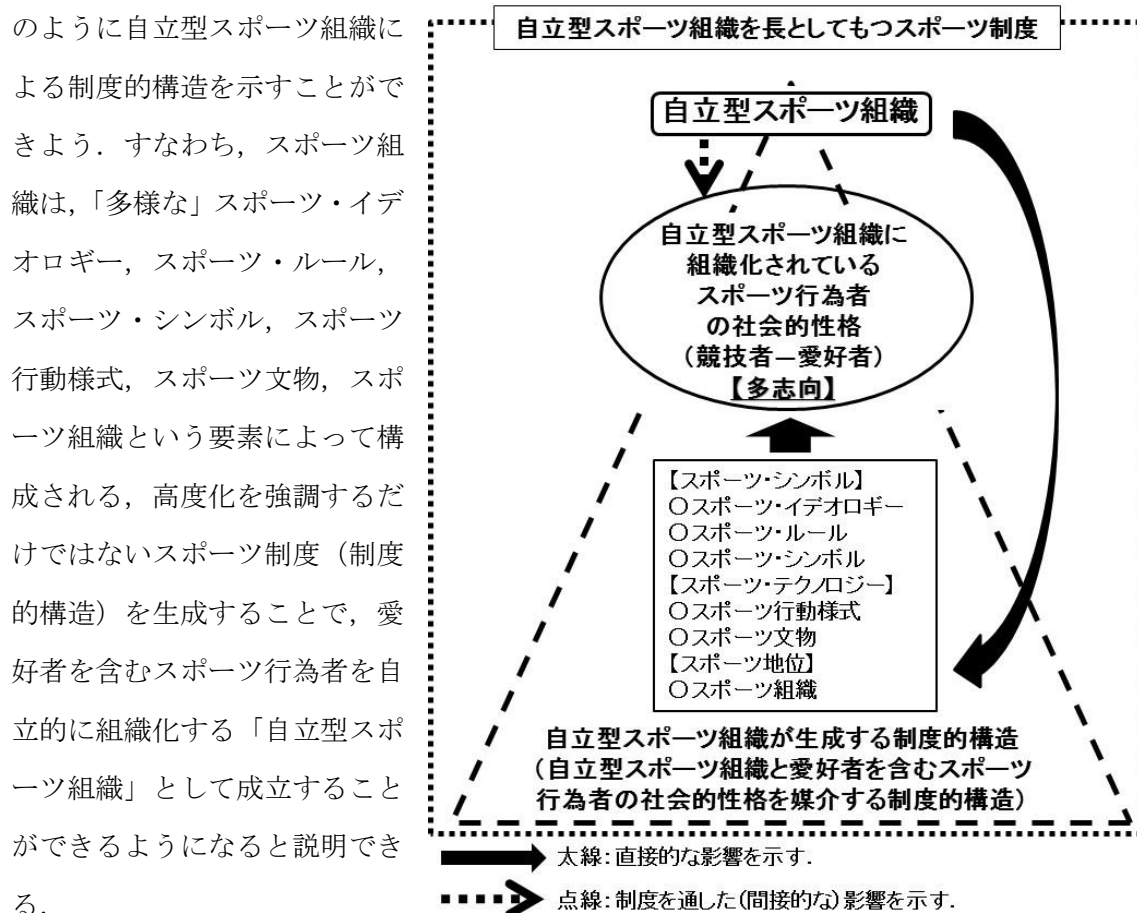 のように自立型スポーツ組織に
よる制度的構造を示すことがで
きよう．すなわち，スポーツ組
織は，「多様な」スポーツ・イデ
オロギー，スポーツ・ルール，
スポーツ・シンボル，スポーツ
行動様式，スポーツ文物，スポ
ーツ組織という要素によって構
成される，高度化を強調するだ
けではないスポーツ制度（制度
的構造）を生成することで，愛
好者を含むスポーツ行為者を自
立的に組織化する「自立型スポ
ーツ組織」として成立すること
ができるようになると説明でき
る．
自立型スポーツ組織を長としてもつスポーツ制度
自立型スポーツ組織
自立型スポーツ組織に
組織化されている
スポーツ行為者
の社会的性格
（競技者―愛好者）
【多志向】
【スポーツ・シンボル】
○スポーツ・イデオロギー
○スポーツ・ルール
○スポーツ・シンボル
【スポーツ・テクノロジー】
○スポーツ行動様式
○スポーツ文物
【スポーツ地位】
○スポーツ組織
自立型スポーツ組織が生成する制度的構造
（自立型スポーツ組織と愛好者を含むスポーツ
行為者の社会的性格を媒介する制度的構造）
太線：直接的な影響を示す．
点線：制度を通した（間接的な）影響を示す．